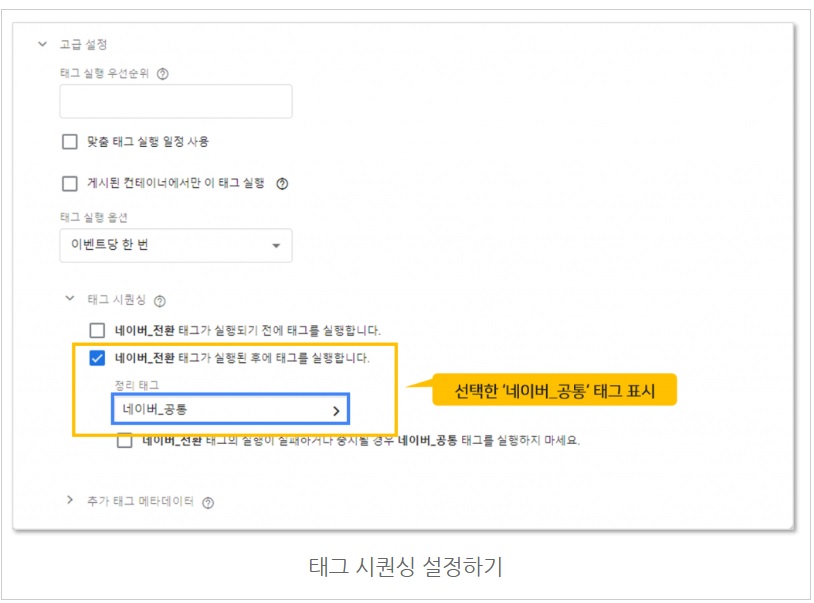 고급 설정
태그 실행 우선순위
맞춤 태그 실행 일정 사용
게시된 컨테이너에서만 이 태그 실행
태그 실행 옵션
이벤트당 한 번
태그 시퀀싱
네이버_전환 태그가 실행되기 전에 태그를 실행합니다.
네이버_전환 태그가 실행된 후에 태그를 실행합니다.
정리 태그
네이버_공통
선택한 ‘네이버_공통’ 태그 표시
네이버_전환 태그의 실행이 실패하거나 중지될 경우 네이버_공통 태그를 실행하지 마세요.
추가 태그 메타데이터
태그 시퀀싱 설정하기